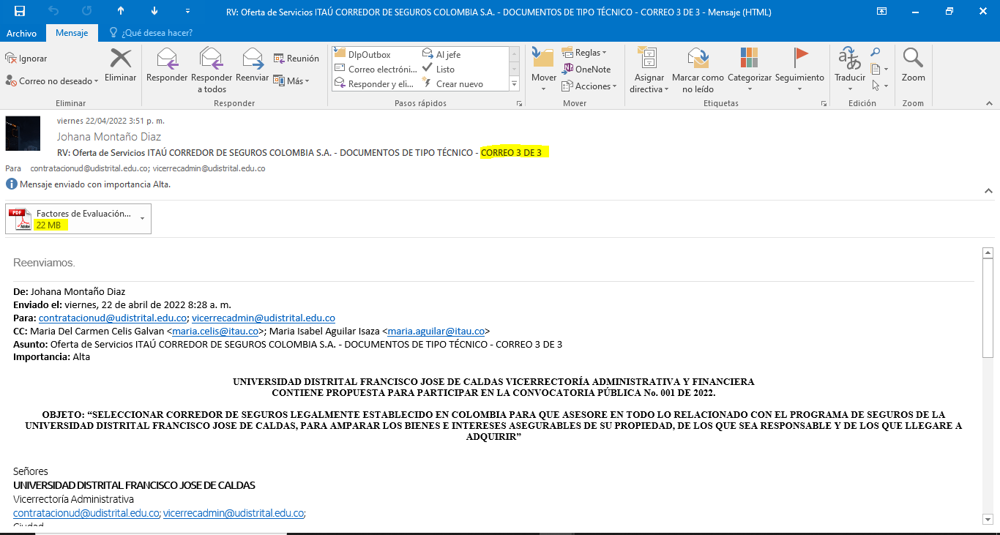 RV: Oferta de Servicios ITAÚ CORREDOR DE SEGUROS COLOMBIA S.A. - DOCUMENTOS DE TIPO TÉCNICO - CORREO 3 DE 3 - Mensaje (HTML)
Archivo Mensaje ¿Qué desea hacer?
Ignorar
Correo no deseado
Eliminar
Eliminar
Responder
Responder a todos
Reenviar
Reunión
Más
Responder
DlpOutbox
Al jefe
Correo electróni...
Listo
Responder y eli...
Crear nuevo
Pasos rápidos
Mover
Reglas
OneNote
Acciones
Mover
Asignar directiva
Marcar como no leído
Categorizar
Seguimiento
Etiquetas
Traducir
Edición
Zoom
Zoom
viernes 22/04/2022 3:51 p. m.
Johana Montaño Diaz
RV: Oferta de Servicios ITAÚ CORREDOR DE SEGUROS COLOMBIA S.A. - DOCUMENTOS DE TIPO TÉCNICO - CORREO 3 DE 3
Para contratacionud@udistrital.edu.co; vicerrecadmin@udistrital.edu.co
Mensaje enviado con importancia Alta.
PDF
Adobe
Factores de Evaluación...
22 MB
Reenviamos.
De: Johana Montaño Diaz
Enviado el: viernes, 22 de abril de 2022 8:28 a. m.
Para: contratacionud@udistrital.edu.co; vicerrecadmin@udistrital.edu.co
CC: Maria Del Carmen Celis Galvan <maria.celis@itau.co>; Maria Isabel Aguilar Isaza <maria.aguilar@itau.co>
Asunto: Oferta de Servicios ITAÚ CORREDOR DE SEGUROS COLOMBIA S.A. - DOCUMENTOS DE TIPO TÉCNICO - CORREO 3 DE 3
Importancia: Alta
UNIVERSIDAD DISTRITAL FRANCISCO JOSE DE CALDAS VICERRECTORÍA ADMINISTRATIVA Y FINANCIERA
CONTIENE PROPUESTA PARA PARTICIPAR EN LA CONVOCATORIA PÚBLICA No. 001 DE 2022.
OBJETO: “SELECCIONAR CORREDOR DE SEGUROS LEGALMENTE ESTABLECIDO EN COLOMBIA PARA QUE ASESORE EN TODO LO RELACIONADO CON EL PROGRAMA DE SEGUROS DE LA
UNIVERSIDAD DISTRITAL FRANCISCO JOSE DE CALDAS, PARA AMPARAR LOS BIENES E INTERESES ASEGURABLES DE SU PROPIEDAD, DE LOS QUE SEA RESPONSABLE Y DE LOS QUE LLEGARE A
ADQUIRIR”
Señores
UNIVERSIDAD DISTRITAL FRANCISCO JOSE DE CALDAS
Vicerrectoría Administrativa
contratacionud@udistrital.edu.co; vicerrecadmin@udistrital.edu.co;
Ciudad